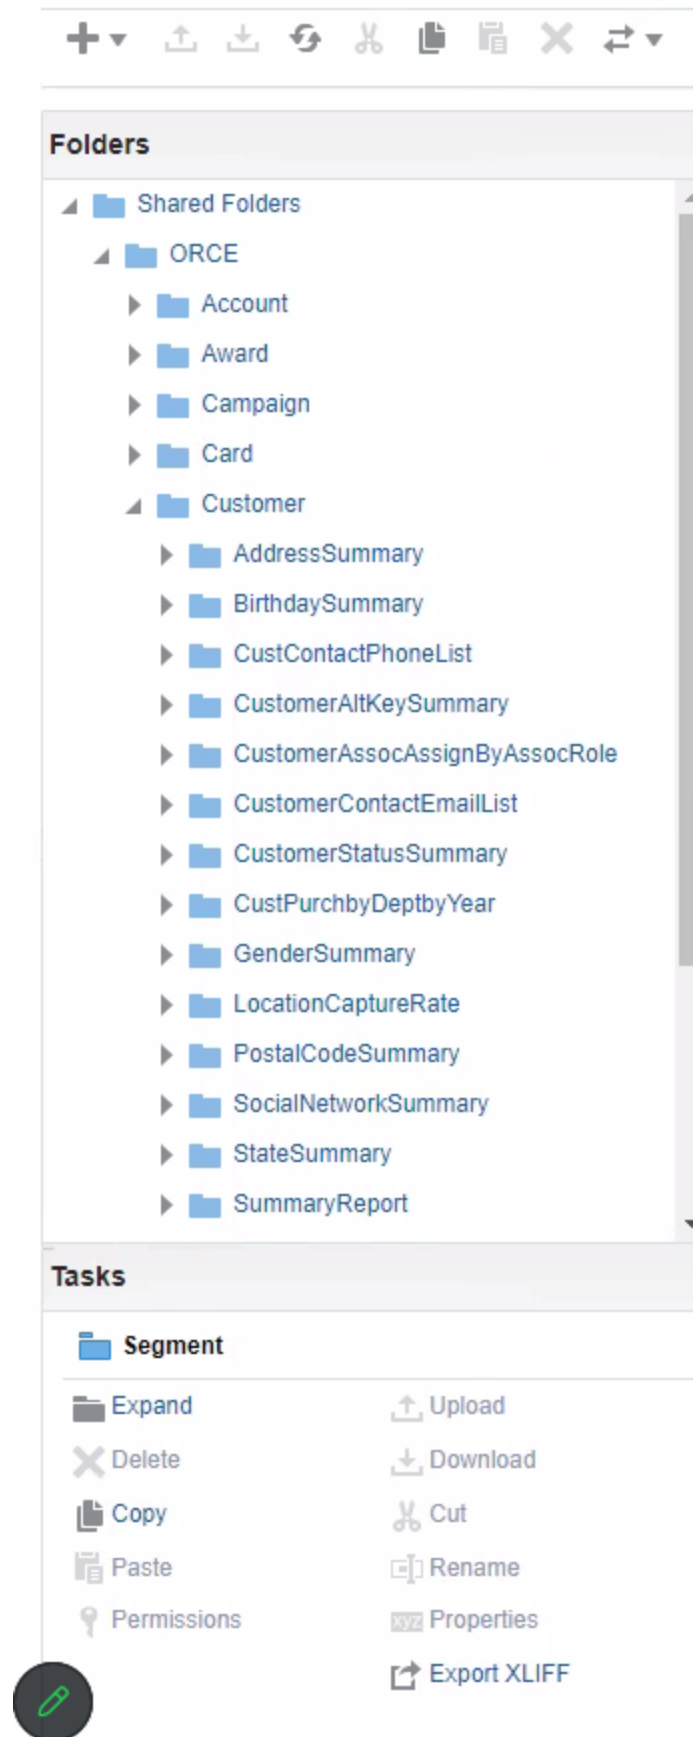 Folders
Shared Folders
ORCE
Account
Award
Campaign
Card
Customer
AddressSummary
BirthdaySummary
CustContactPhoneList
CustomerAltKeySummary
CustomerAssocAssignByAssocRole
CustomerContactEmailList
CustomerStatusSummary
CustPurchbyDeptbyYear
GenderSummary
LocationCaptureRate
PostalCodeSummary
SocialNetworkSummary
StateSummary
SummaryReport
Tasks
Segment
Expand Upload
Delete Download
Copy Cut
Paste Rename
Permissions xyz Properties
Export XLIFF